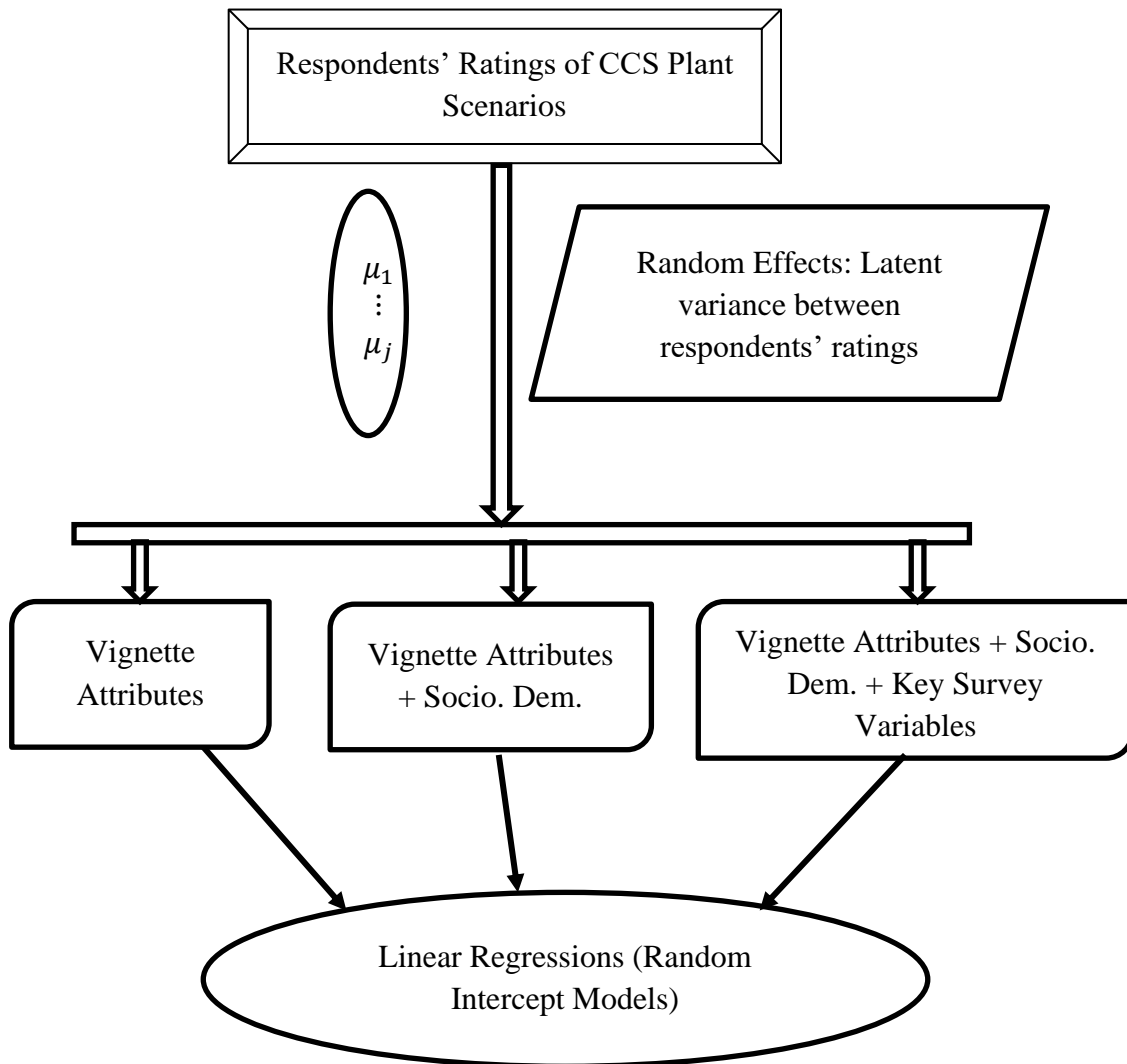 Respondents’ Ratings of CCS Plant
Scenarios
μ₁
⋮
μⱼ
Random Effects: Latent
variance between
respondents’ ratings
Vignette
Attributes
Vignette Attributes
+ Socio. Dem.
Vignette Attributes + Socio.
Dem. + Key Survey
Variables
Linear Regressions (Random
Intercept Models)